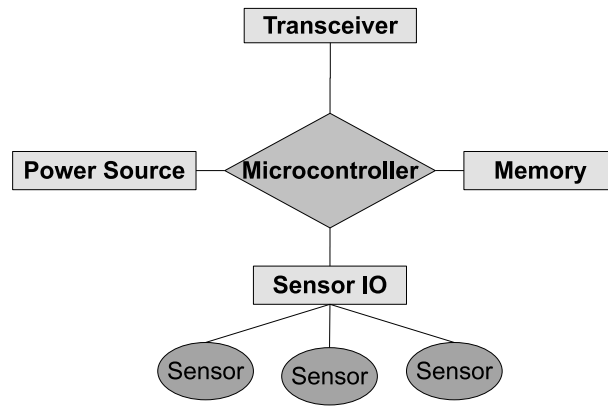 Transceiver
Power Source
Microcontroller
Memory
Sensor IO
Sensor
Sensor
Sensor